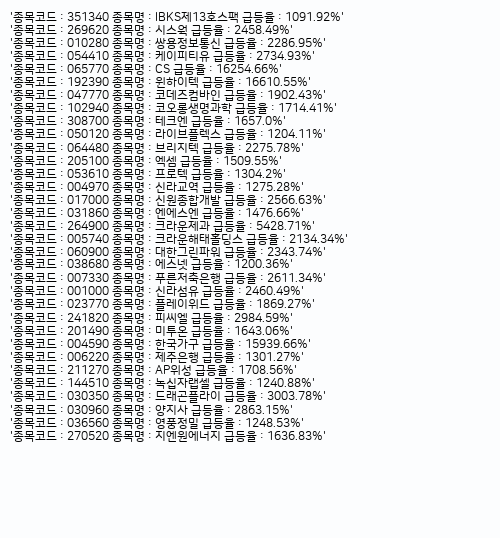 '종목코드 : 351340 종목명 : IBKS제13호스팩 급등율 : 1091.92%'
'종목코드 : 269620 종목명 : 시스웍 급등율 : 2458.49%'
'종목코드 : 010280 종목명 : 쌍용정보통신 급등율 : 2286.95%'
'종목코드 : 054410 종목명 : 케이피티유 급등율 : 2734.93%'
'종목코드 : 065770 종목명 : CS 급등율 : 16254.66%'
'종목코드 : 192390 종목명 : 윈하이텍 급등율 : 16610.55%'
'종목코드 : 047770 종목명 : 코데즈컴바인 급등율 : 1902.43%'
'종목코드 : 102940 종목명 : 코오롱생명과학 급등율 : 1714.41%'
'종목코드 : 308700 종목명 : 테크엔 급등율 : 1657.0%'
'종목코드 : 050120 종목명 : 라이브플렉스 급등율 : 1204.11%'
'종목코드 : 064480 종목명 : 브리지텍 급등율 : 2275.78%'
'종목코드 : 205100 종목명 : 엑셈 급등율 : 1509.55%'
'종목코드 : 053610 종목명 : 프로텍 급등율 : 1304.2%'
'종목코드 : 004970 종목명 : 신라교역 급등율 : 1275.28%'
'종목코드 : 017000 종목명 : 신원종합개발 급등율 : 2566.63%'
'종목코드 : 031860 종목명 : 엔에스엔 급등율 : 1476.66%'
'종목코드 : 264900 종목명 : 크라운제과 급등율 : 5428.71%'
'종목코드 : 005740 종목명 : 크라운해태홀딩스 급등율 : 2134.34%'
'종목코드 : 060900 종목명 : 대한그린파워 급등율 : 2343.74%'
'종목코드 : 038680 종목명 : 에스넷 급등율 : 1200.36%'
'종목코드 : 007330 종목명 : 푸른저축은행 급등율 : 2611.34%'
'종목코드 : 001000 종목명 : 신라섬유 급등율 : 2460.49%'
'종목코드 : 023770 종목명 : 플레이위드 급등율 : 1869.27%'
'종목코드 : 241820 종목명 : 피씨엘 급등율 : 2984.59%'
'종목코드 : 201490 종목명 : 미투온 급등율 : 1643.06%'
'종목코드 : 004590 종목명 : 한국가구 급등율 : 15939.66%'
'종목코드 : 006220 종목명 : 제주은행 급등율 : 1301.27%'
'종목코드 : 211270 종목명 : AP위성 급등율 : 1708.56%'
'종목코드 : 144510 종목명 : 녹십자랩셀 급등율 : 1240.88%'
'종목코드 : 030350 종목명 : 드래곤플라이 급등율 : 3003.78%'
'종목코드 : 030960 종목명 : 양지사 급등율 : 2863.15%'
'종목코드 : 036560 종목명 : 영풍정밀 급등율 : 1248.53%'
'종목코드 : 270520 종목명 : 지엔원에너지 급등율 : 1636.83%'